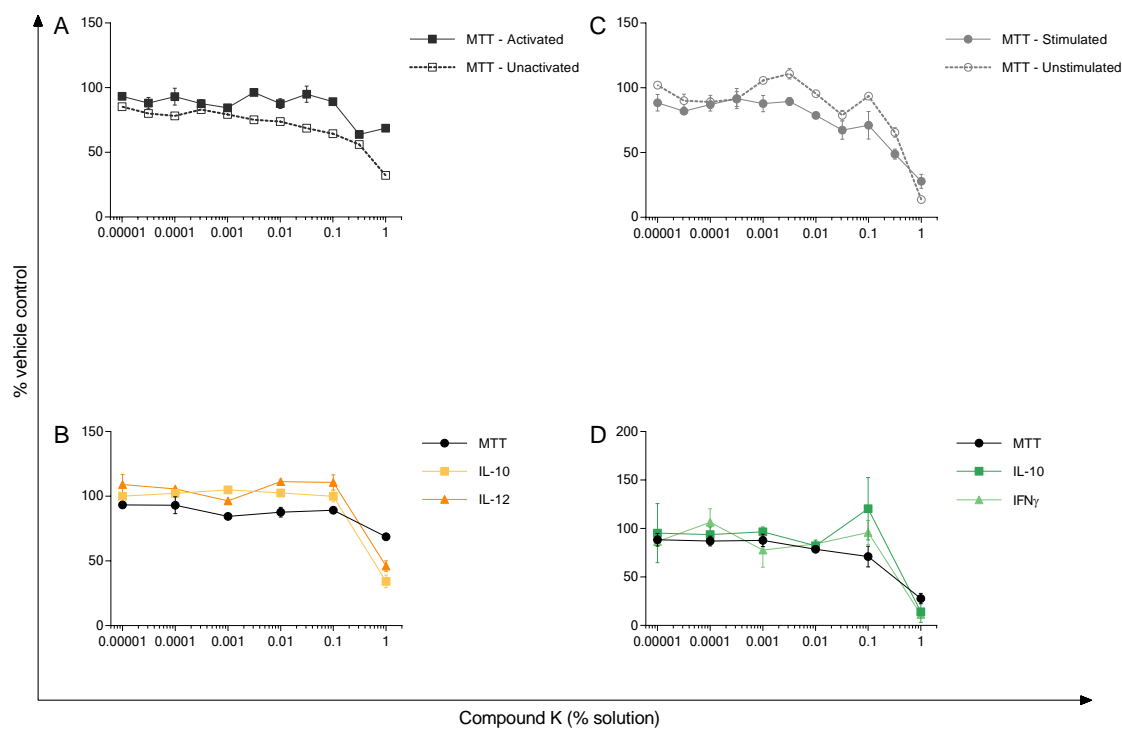 A
150
100
50
0
0.00001 0.0001 0.001 0.01 0.1 1
MTT - Activated
MTT - Unactivated
C
150
100
50
0
0.00001 0.0001 0.001 0.01 0.1 1
MTT - Stimulated
MTT - Unstimulated
% vehicle control
B
150
100
50
0
0.00001 0.0001 0.001 0.01 0.1 1
MTT
IL-10
IL-12
D
200
150
100
50
0
0.00001 0.0001 0.001 0.01 0.1 1
MTT
IL-10
IFNγ
Compound K (% solution)